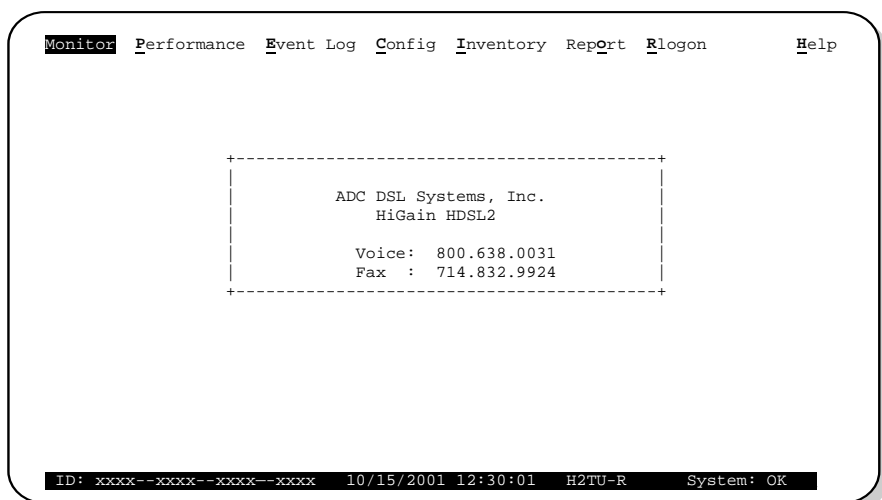 Monitor Performance Event Log Config Inventory Report Rlogon Help
ADC DSL Systems, Inc.
HiGain HDSL2
Voice: 800.638.0031
Fax : 714.832.9924
ID: xxxx--xxxx--xxxx--xxxx 10/15/2001 12:30:01 H2TU-R System: OK